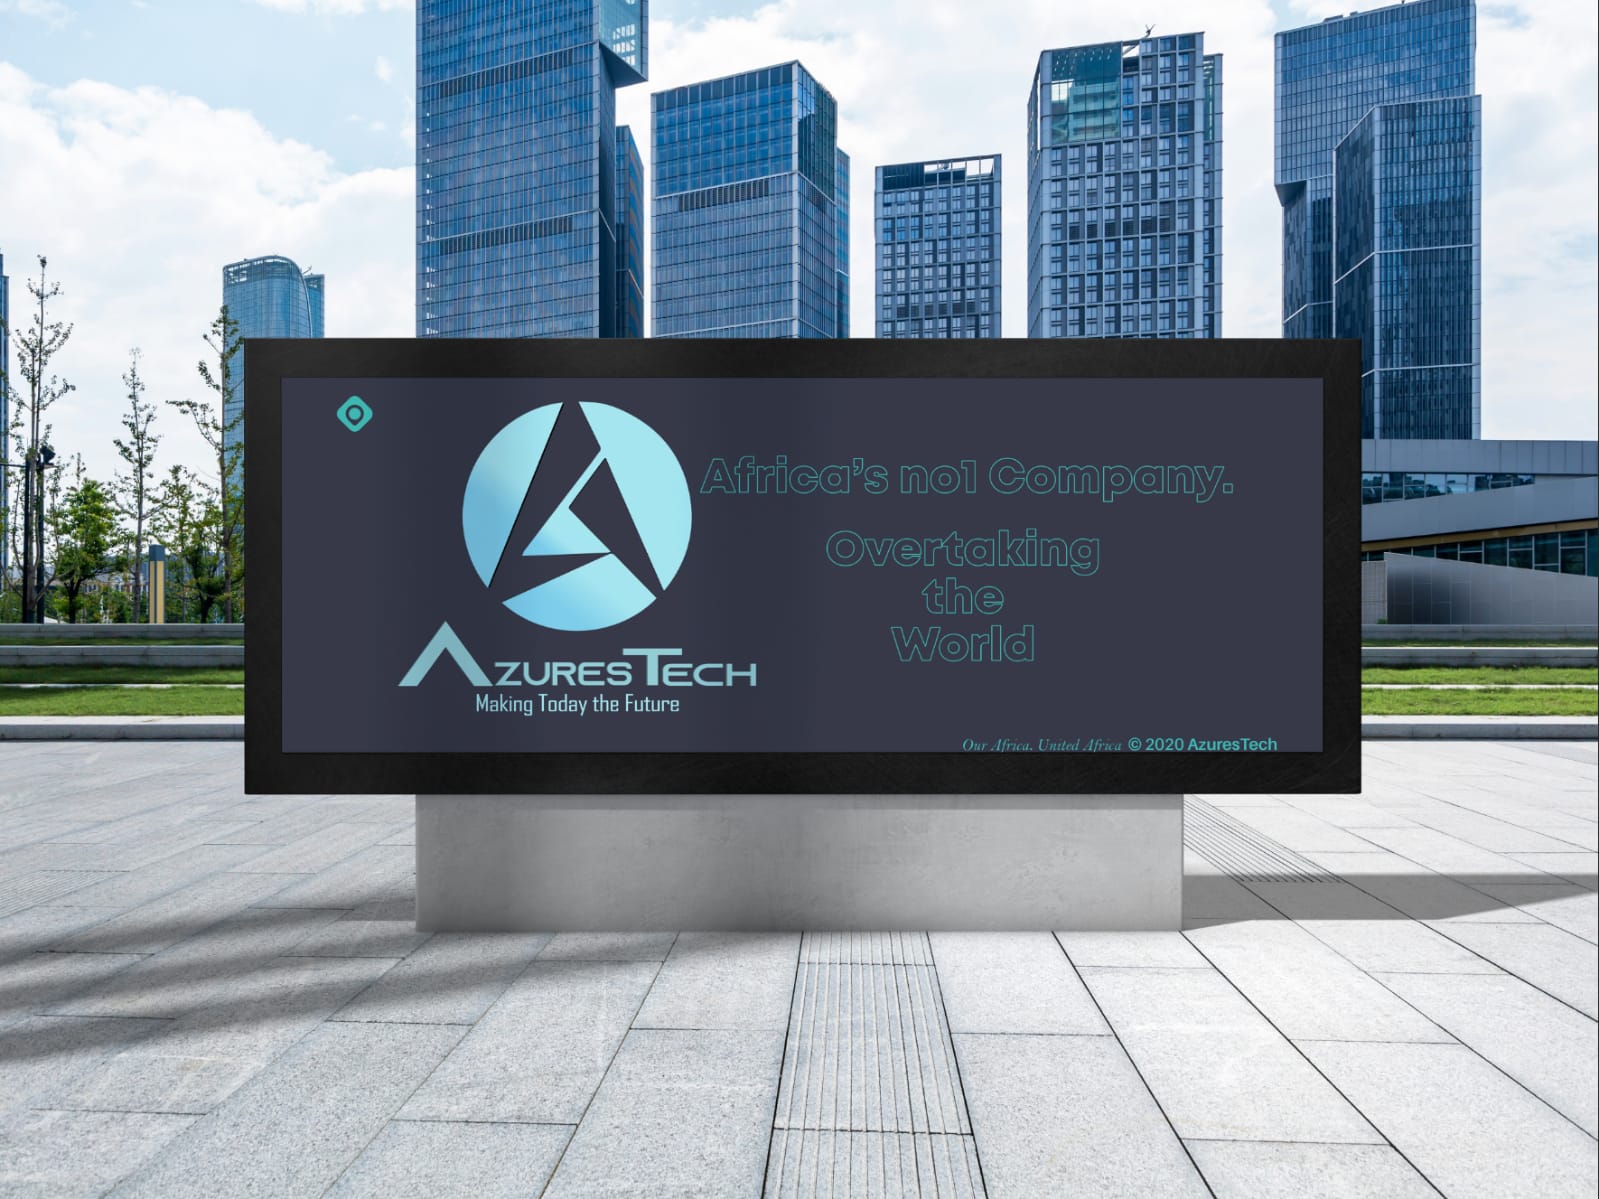 Africa's no1 Company.
Overtaking
the
World
AZURESTECH
Making Today the Future
Our Africa, United Africa © 2020 AzuresTech